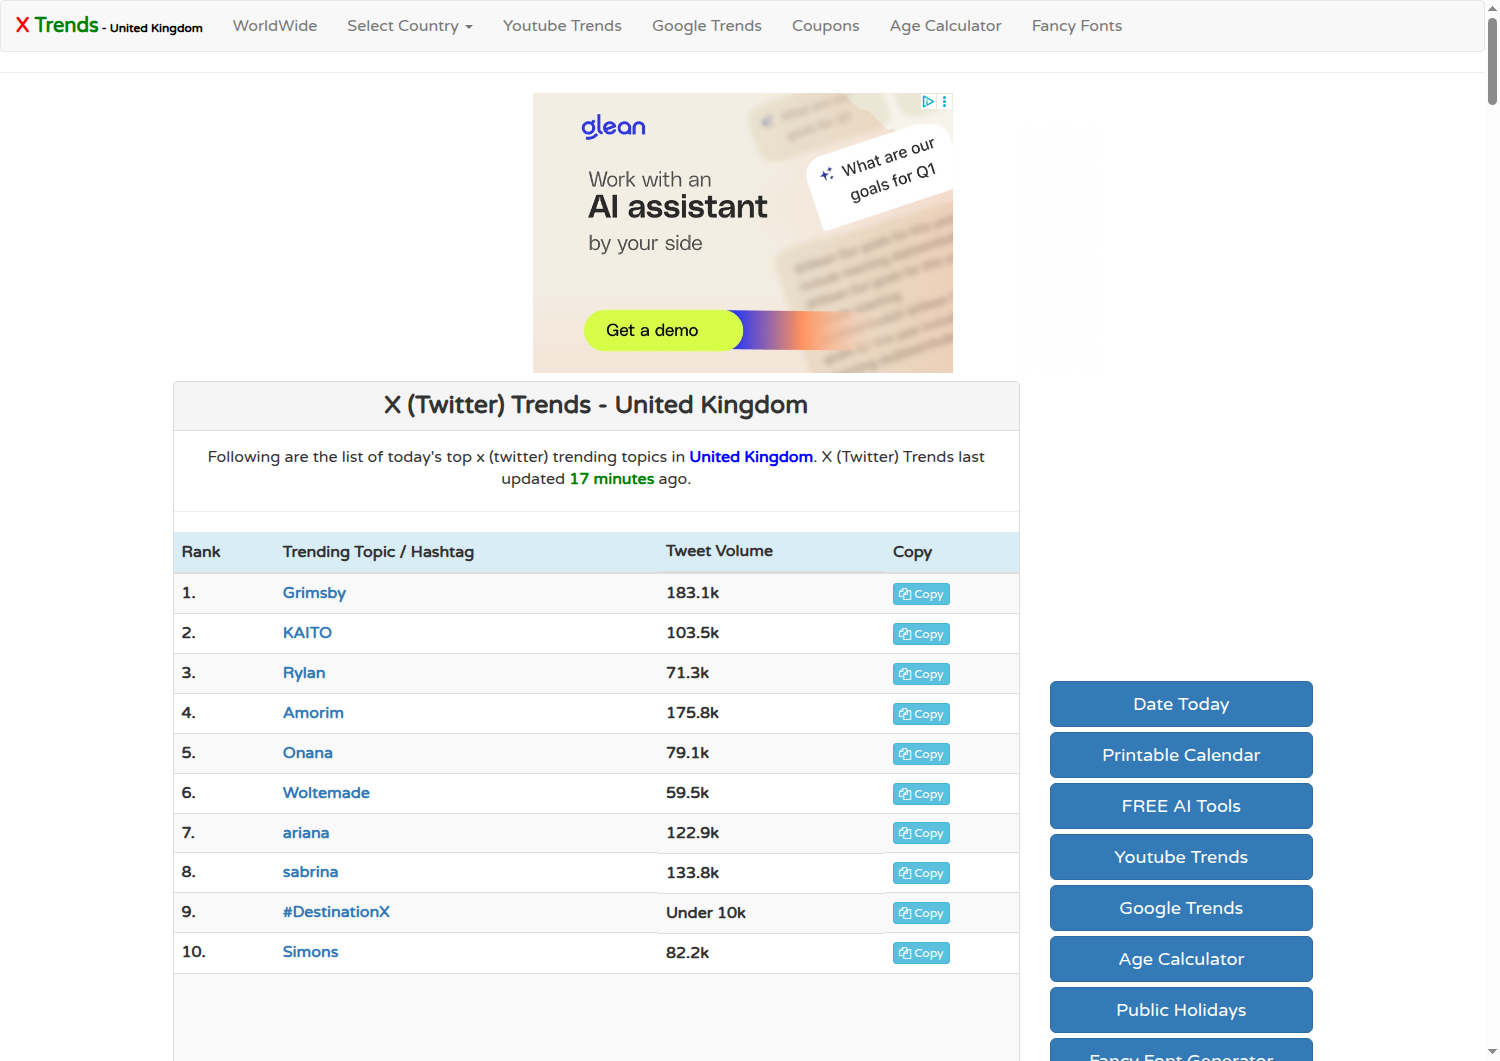 X Trends - United Kingdom
WorldWide
Select Country
Youtube Trends
Google Trends
Coupons
Age Calculator
Fancy Fonts
glean
Work with an
AI assistant
by your side
Get a demo
What are our
goals for Q1
X (Twitter) Trends - United Kingdom
Following are the list of today's top x (twitter) trending topics in United Kingdom. X (Twitter) Trends last
updated 17 minutes ago.
Rank Trending Topic / Hashtag Tweet Volume Copy
1. Grimsby 183.1k Copy
2. KAITO 103.5k Copy
3. Rylan 71.3k Copy
4. Amorim 175.8k Copy
5. Onana 79.1k Copy
6. Woltemade 59.5k Copy
7. ariana 122.9k Copy
8. sabrina 133.8k Copy
9. #DestinationX Under 10k Copy
10. Simons 82.2k Copy
Date Today
Printable Calendar
FREE AI Tools
Youtube Trends
Google Trends
Age Calculator
Public Holidays
Fancy Font Generator